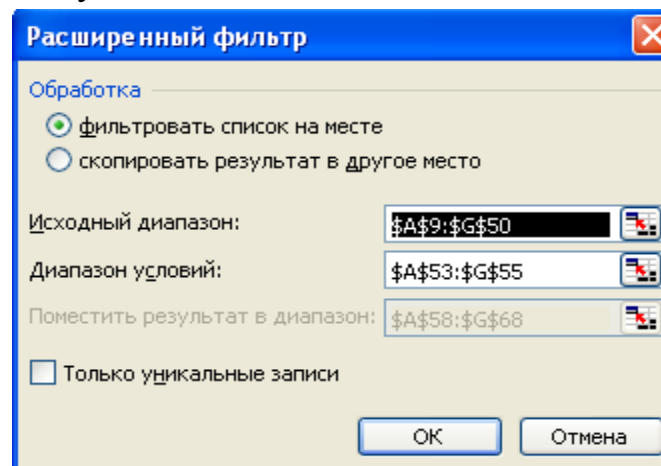 Расширенный фильтр
Обработка
фильтровать список на месте
скопировать результат в другое место
Исходный диапазон: $A$9:$G$50
Диапазон условий: $A$53:$G$55
Поместить результат в диапазон: $A$58:$G$68
Только уникальные записи
ОК Отмена